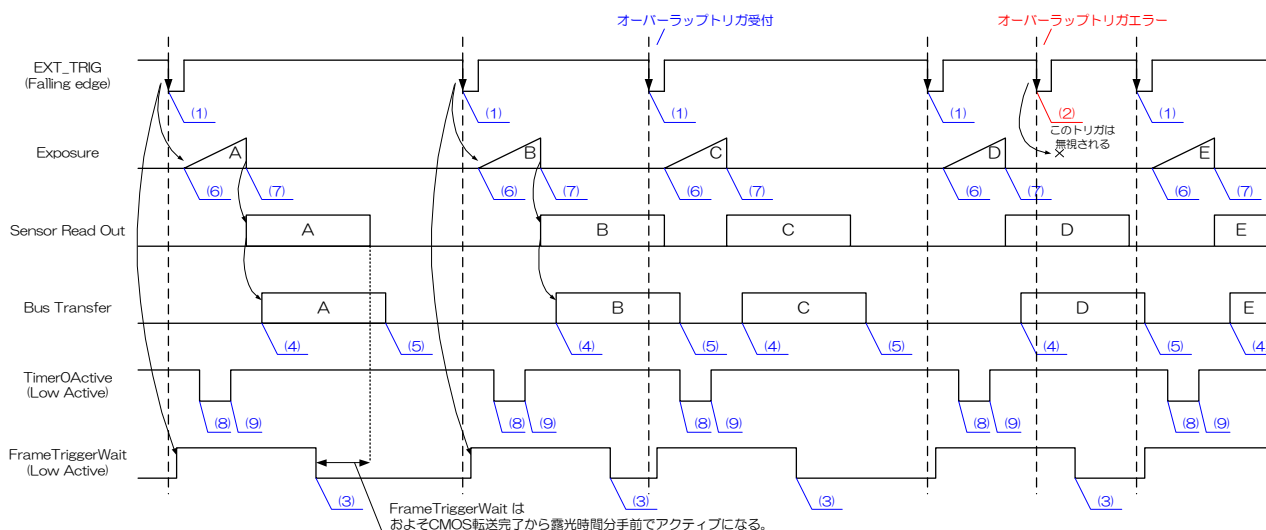 オーバーラップトリガ受付
オーバーラップトリガエラー
EXT_TRIG
(Falling edge)
(1)
(1)
(1)
(1)
(2)
(1)
このトリガは
無視される
Exposure
A
B
C
D
E
(6)
(7)
(6)
(7)
(6)
(7)
(6)
(7)
(6)
(7)
Sensor Read Out
A
B
C
D
E
Bus Transfer
A
B
C
D
E
(4)
(5)
(4)
(5)
(4)
(5)
(4)
(5)
(4
Timer0Active
(Low Active)
(8)
(9)
(8)
(9)
(8)
(9)
(8)
(9)
(8)
(9)
FrameTriggerWait
(Low Active)
(3)
(3)
(3)
(3)
FrameTriggerWait は
およそCMOS転送完了から露光時間分手前でアクティブになる。